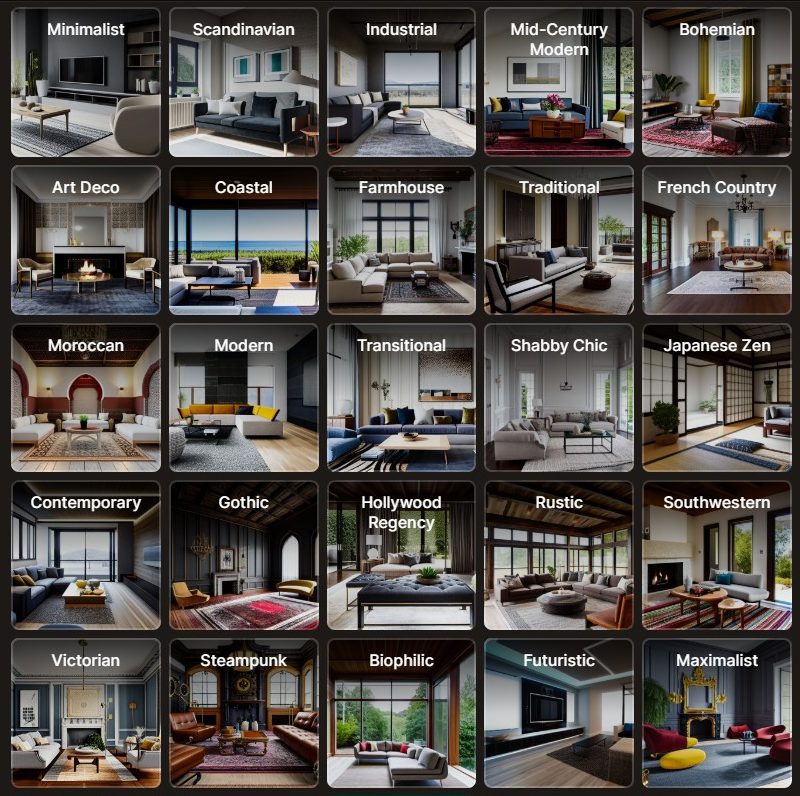 Minimalist
Scandinavian
Industrial
Mid-Century
Modern
Bohemian
Art Deco
Coastal
Farmhouse
Traditional
French Country
Moroccan
Modern
Transitional
Shabby Chic
Japanese Zen
Contemporary
Gothic
Hollywood
Regency
Rustic
Southwestern
Victorian
Steampunk
Biophilic
Futuristic
Maximalist